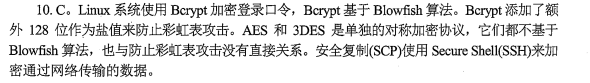 10. C。Linux 系统使用 Bcrypt 加密登录口令，Bcrypt 基于 Blowfish 算法。Bcrypt 添加了额
外 128 位作为盐值来防止彩虹表攻击。AES 和 3DES 是单独的对称加密协议，它们都不基于
Blowfish 算法，也与防止彩虹表攻击没有直接关系。安全复制(SCP)使用 Secure Shell(SSH)来加
密通过网络传输的数据。